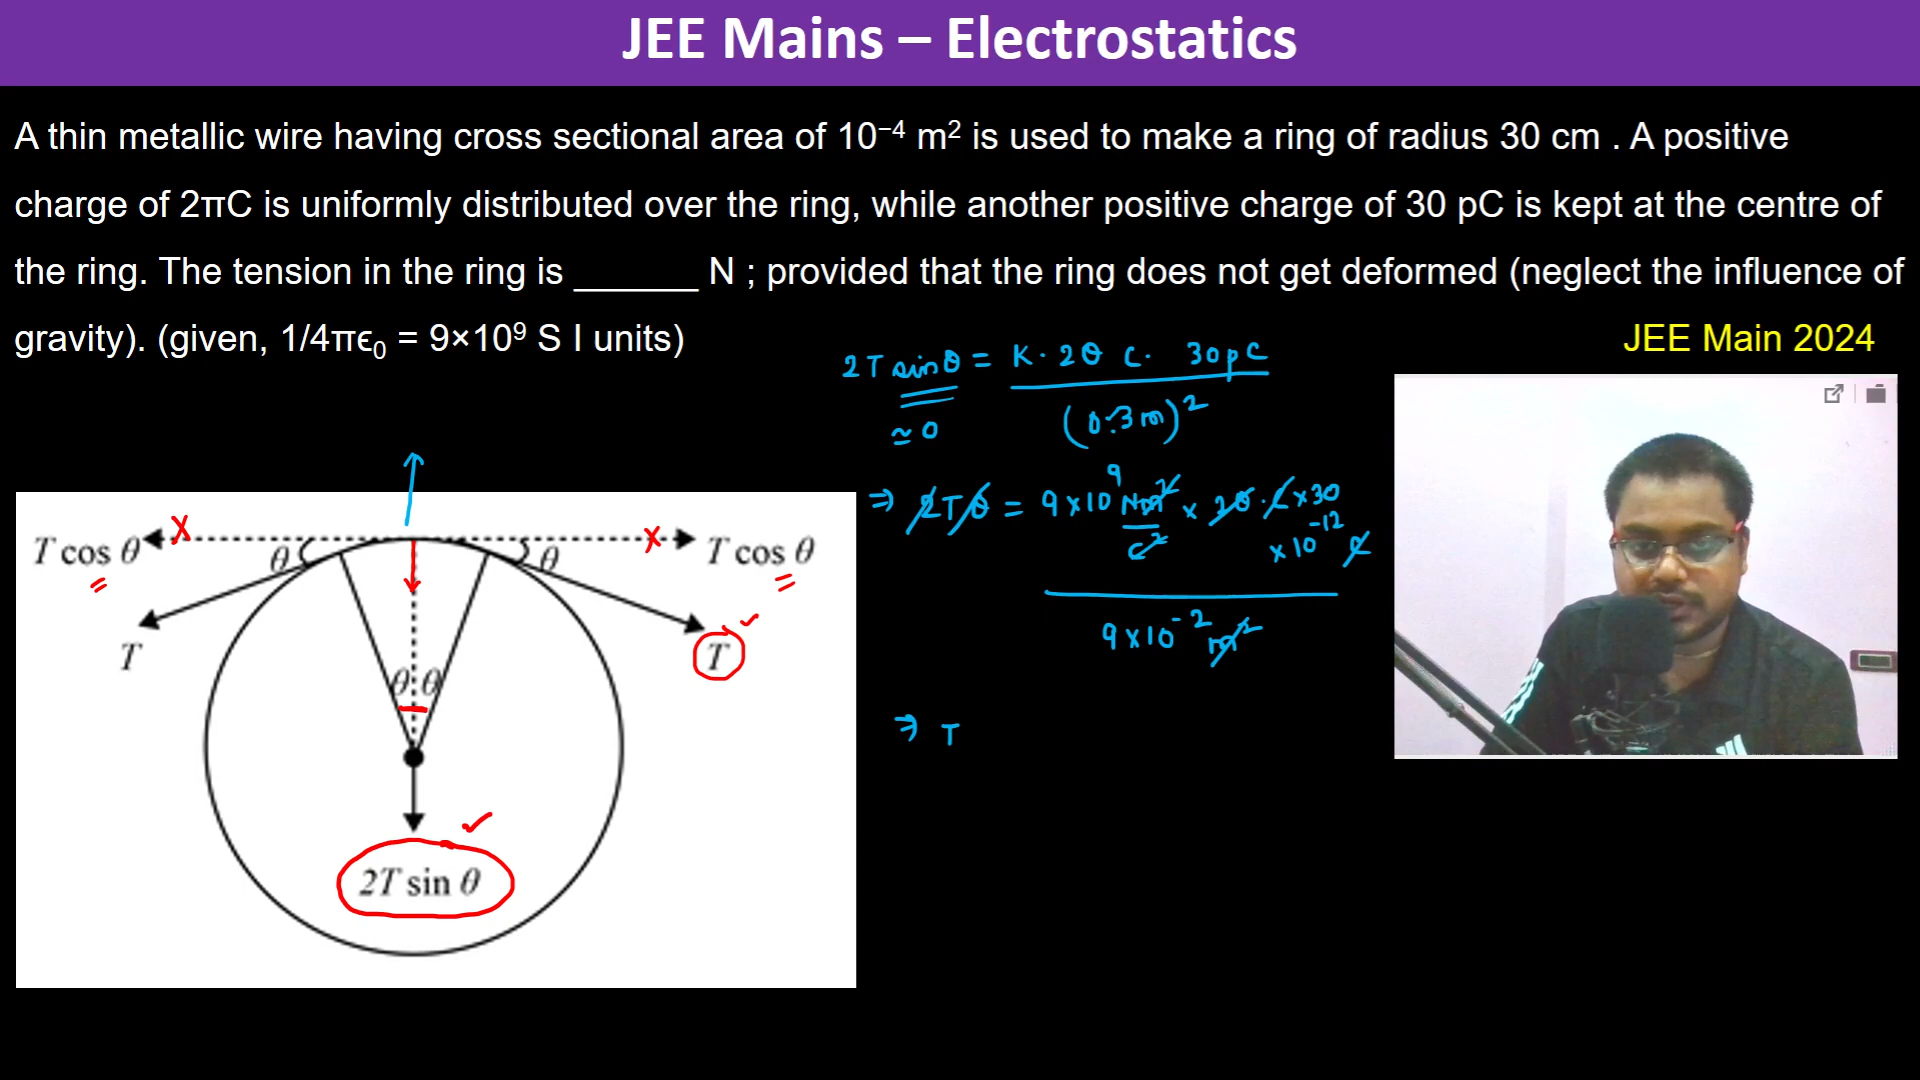 JEE Mains – Electrostatics
A thin metallic wire having cross sectional area of 10⁻⁴ m² is used to make a ring of radius 30 cm . A positive
charge of 2πC is uniformly distributed over the ring, while another positive charge of 30 pC is kept at the centre of
the ring. The tension in the ring is ______ N ; provided that the ring does not get deformed (neglect the influence of
gravity). (given, 1/4πϵ₀ = 9×10⁹ S I units)
JEE Main 2024
2T sinθ = K · 2θ C · 30pC
(0.3m)²
≃ 0
⇒ 2Tθ = 9×10⁹ Nm² × 2θ · C × 30
C²
× 10⁻¹² C
9×10⁻² m²
⇒ T
T cos θ
θ
θ
T cos θ
T
T
θ θ
2T sin θ